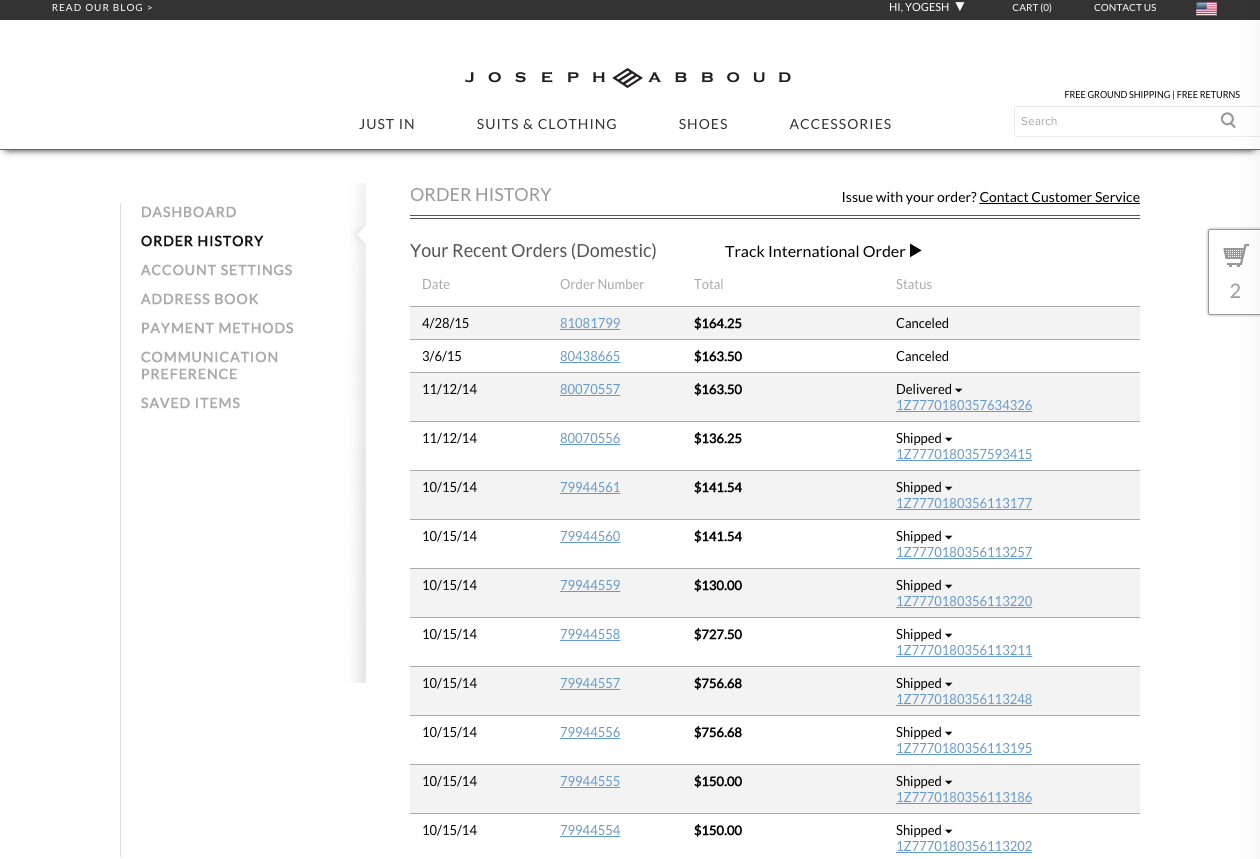 READ OUR BLOG >
HI, YOGESH ▼
CART (0)
CONTACT US
JOSEPH ABBOUD
FREE GROUND SHIPPING | FREE RETURNS
JUST IN
SUITS & CLOTHING
SHOES
ACCESSORIES
Search
DASHBOARD
ORDER HISTORY
ACCOUNT SETTINGS
ADDRESS BOOK
PAYMENT METHODS
COMMUNICATION
PREFERENCE
SAVED ITEMS
ORDER HISTORY
Issue with your order? Contact Customer Service
Your Recent Orders (Domestic)
Track International Order ▶
2
Date Order Number Total Status
4/28/15 81081799 $164.25 Canceled
3/6/15 80438665 $163.50 Canceled
11/12/14 80070557 $163.50 Delivered
1Z7770180357634326
11/12/14 80070556 $136.25 Shipped
1Z7770180357593415
10/15/14 79944561 $141.54 Shipped
1Z7770180356113177
10/15/14 79944560 $141.54 Shipped
1Z7770180356113257
10/15/14 79944559 $130.00 Shipped
1Z7770180356113220
10/15/14 79944558 $727.50 Shipped
1Z7770180356113211
10/15/14 79944557 $756.68 Shipped
1Z7770180356113248
10/15/14 79944556 $756.68 Shipped
1Z7770180356113195
10/15/14 79944555 $150.00 Shipped
1Z7770180356113186
10/15/14 79944554 $150.00 Shipped
1Z7770180356113202